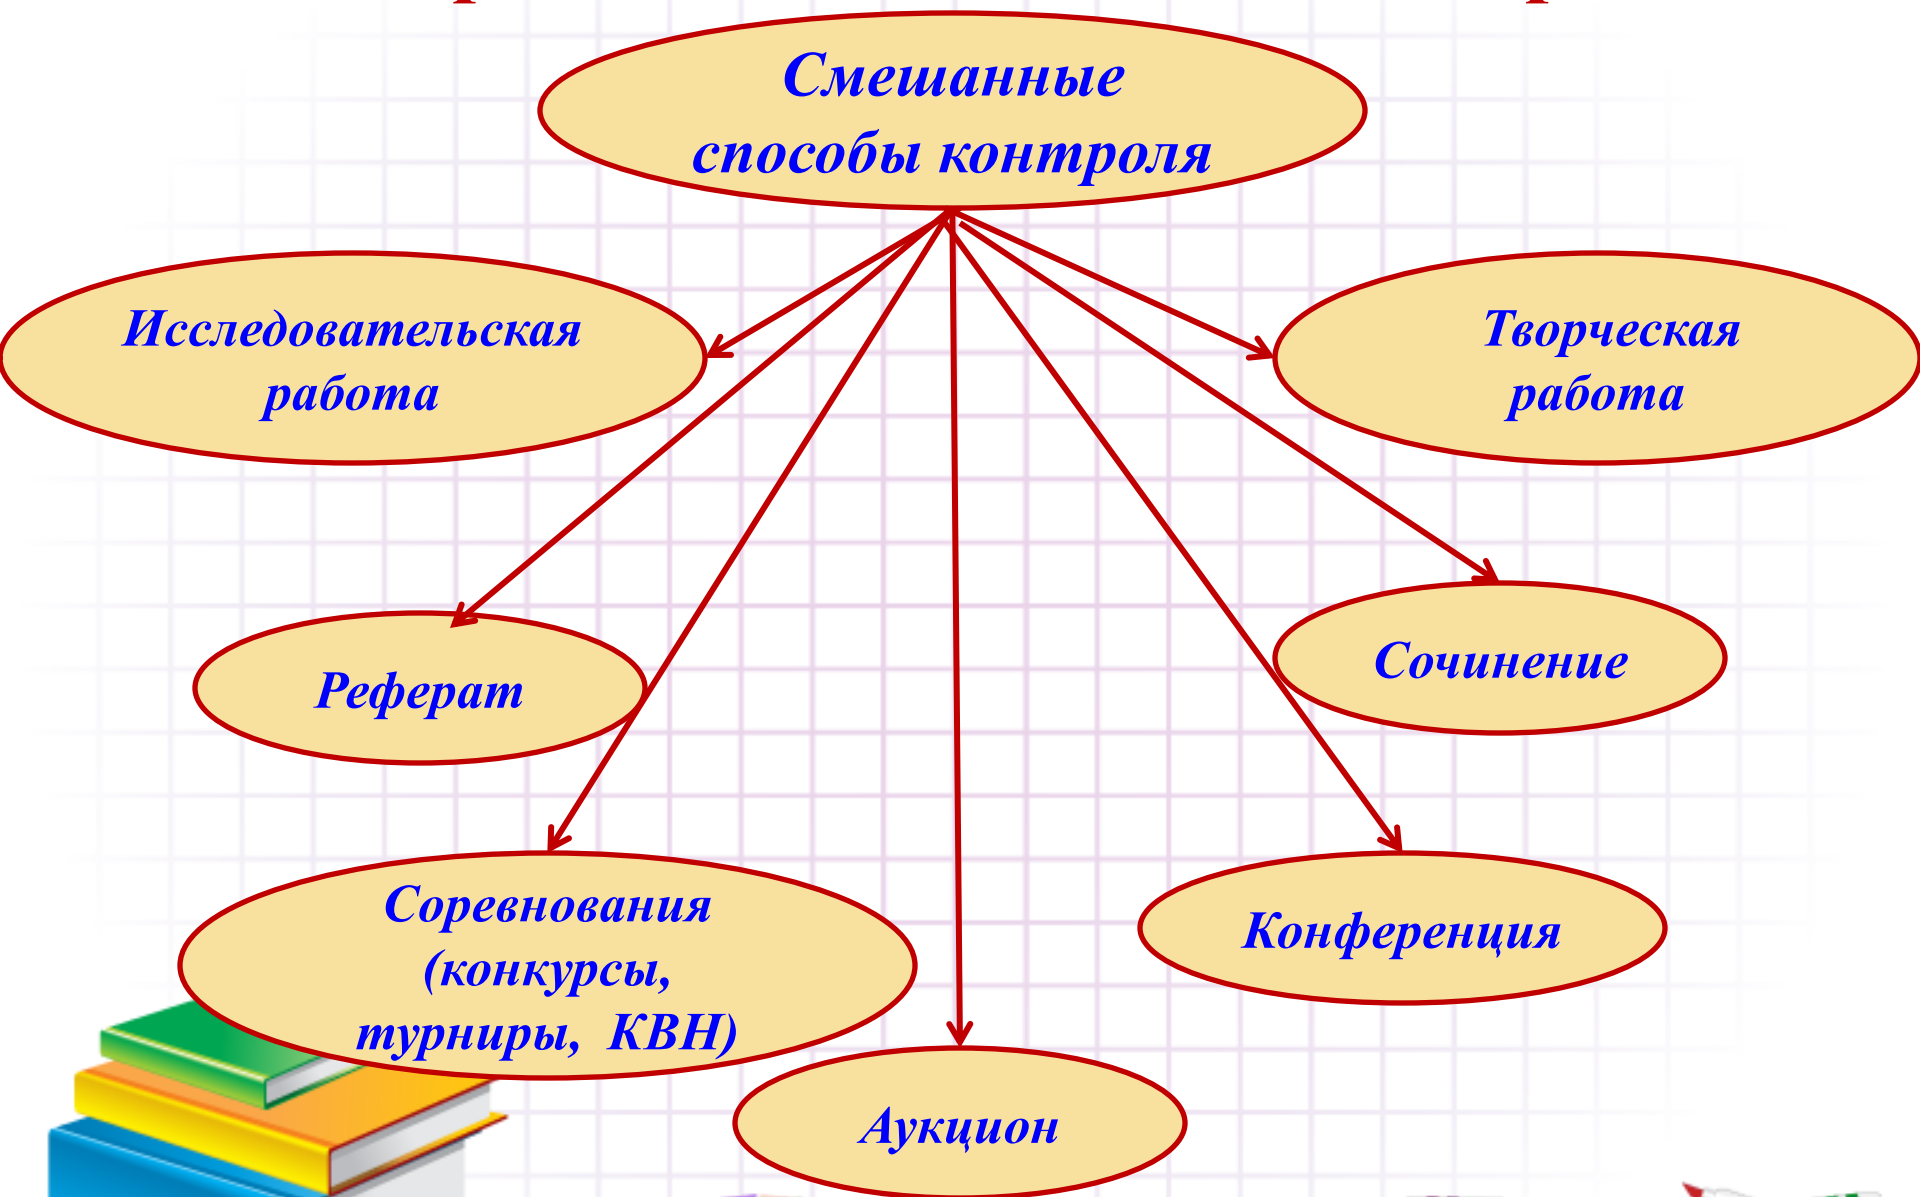 Смешанные
способы контроля
Исследовательская
работа
Творческая
работа
Реферат
Сочинение
Соревнования
(конкурсы,
турниры, КВН)
Конференция
Аукцион